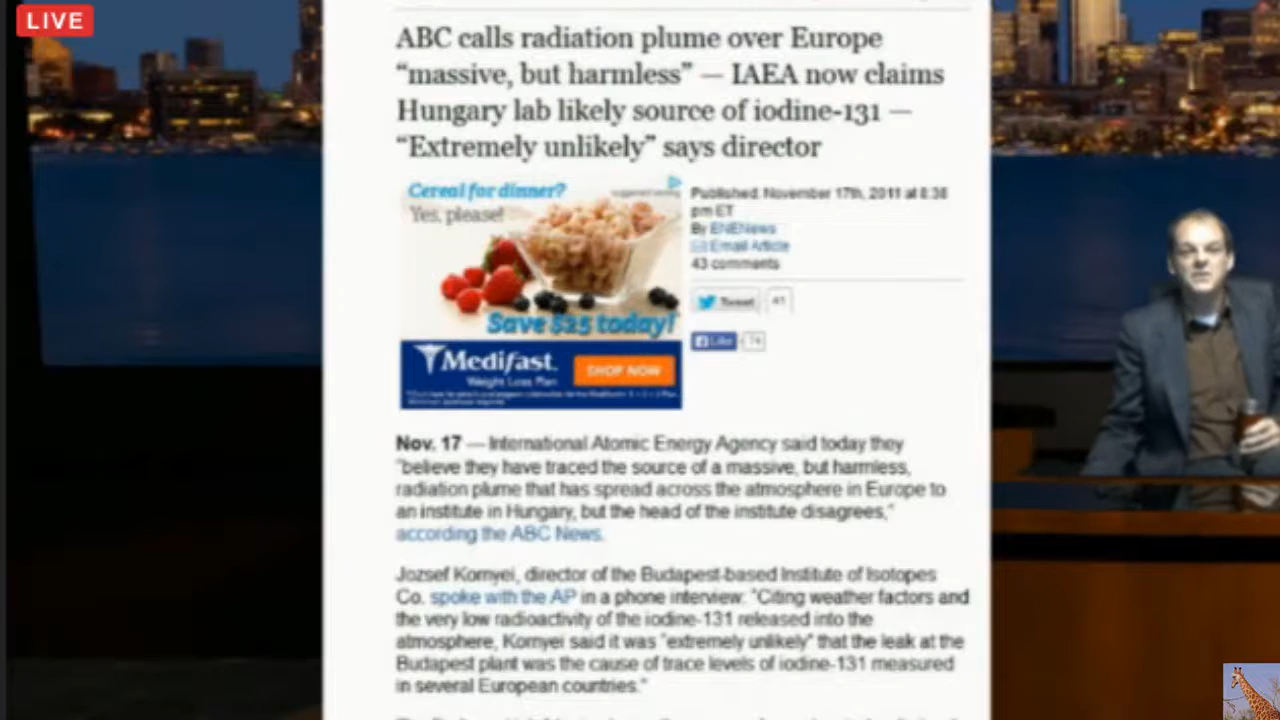 LIVE
ABC calls radiation plume over Europe
“massive, but harmless” — IAEA now claims
Hungary lab likely source of iodine-131 —
“Extremely unlikely” says director
Cereal for dinner?
Yes, please!
Save $25 today!
Medifast
Weight Loss Plan
SHOP NOW
Published: November 17th, 2011 at 8:38
pm ET
By ENENews
Email Article
43 comments
Tweet 41
Like 74
Nov. 17 — International Atomic Energy Agency said today they
“believe they have traced the source of a massive, but harmless,
radiation plume that has spread across the atmosphere in Europe to
an institute in Hungary, but the head of the institute disagrees,”
according the ABC News.
Jozsef Kornyei, director of the Budapest-based Institute of Isotopes
Co. spoke with the AP in a phone interview: “Citing weather factors and
the very low radioactivity of the iodine-131 released into the
atmosphere, Kornyei said it was “extremely unlikely” that the leak at the
Budapest plant was the cause of trace levels of iodine-131 measured
in several European countries.”